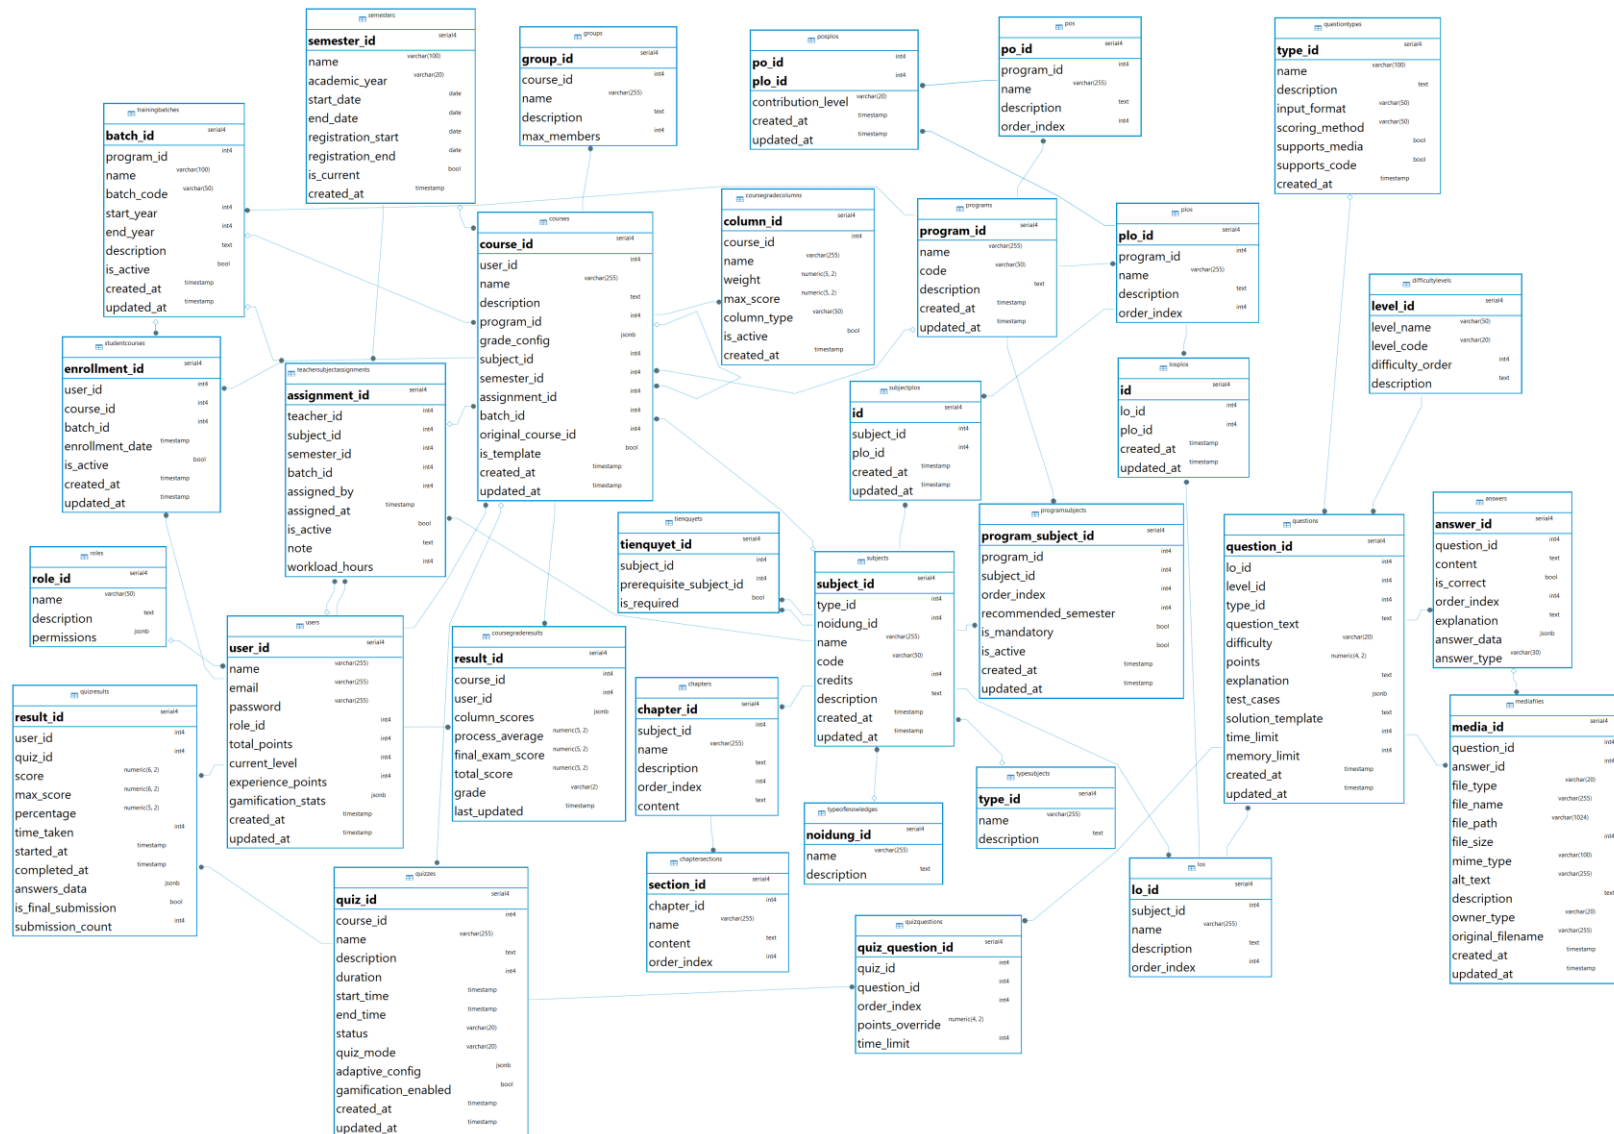 semesters
semester_id serial4
name varchar(100)
academic_year varchar(20)
start_date date
end_date date
registration_start date
registration_end date
is_current bool
created_at timestamp
groups
group_id serial4
course_id int4
name varchar(255)
description text
max_members int4
posplos
po_id int4
plo_id int4
contribution_level varchar(20)
created_at timestamp
updated_at timestamp
pos
po_id serial4
program_id int4
name varchar(255)
description text
order_index int4
questiontypes
type_id serial4
name varchar(100)
description text
input_format varchar(50)
scoring_method varchar(50)
supports_media bool
supports_code bool
created_at timestamp
trainingbatches
batch_id serial4
program_id int4
name varchar(100)
batch_code varchar(50)
start_year int4
end_year int4
description text
is_active bool
created_at timestamp
updated_at timestamp
courses
course_id serial4
user_id int4
name varchar(255)
description text
program_id int4
grade_config jsonb
subject_id int4
semester_id int4
assignment_id int4
batch_id int4
original_course_id int4
is_template bool
created_at timestamp
updated_at timestamp
coursegradecolumns
column_id serial4
course_id int4
name varchar(255)
weight numeric(5, 2)
max_score numeric(5, 2)
column_type varchar(50)
is_active bool
created_at timestamp
programs
program_id serial4
name varchar(255)
code varchar(50)
description text
created_at timestamp
updated_at timestamp
plos
plo_id serial4
program_id int4
name varchar(255)
description text
order_index int4
difficultylevels
level_id serial4
level_name varchar(50)
level_code varchar(20)
difficulty_order int4
description text
studentcourses
enrollment_id serial4
user_id int4
course_id int4
batch_id int4
enrollment_date timestamp
is_active bool
created_at timestamp
updated_at timestamp
teachersubjectassignments
assignment_id serial4
teacher_id int4
subject_id int4
semester_id int4
batch_id int4
assigned_by int4
assigned_at timestamp
is_active bool
note text
workload_hours int4
subjectplos
id serial4
subject_id int4
plo_id int4
created_at timestamp
updated_at timestamp
losplos
id serial4
lo_id int4
plo_id int4
created_at timestamp
updated_at timestamp
programsubjects
program_subject_id serial4
program_id int4
subject_id int4
order_index int4
recommended_semester int4
is_mandatory bool
is_active bool
created_at timestamp
updated_at timestamp
questions
question_id serial4
lo_id int4
level_id int4
type_id int4
question_text text
difficulty varchar(20)
points numeric(4, 2)
explanation text
test_cases jsonb
solution_template text
time_limit int4
memory_limit int4
created_at timestamp
updated_at timestamp
answers
answer_id serial4
question_id int4
content text
is_correct bool
order_index int4
explanation text
answer_data jsonb
answer_type varchar(30)
roles
role_id serial4
name varchar(50)
description text
permissions jsonb
tienquyets
tienquyet_id serial4
subject_id int4
prerequisite_subject_id int4
is_required bool
subjects
subject_id serial4
type_id int4
noidung_id int4
name varchar(255)
code varchar(50)
credits int4
description text
created_at timestamp
updated_at timestamp
users
user_id serial4
name varchar(255)
email varchar(255)
password varchar(255)
role_id int4
total_points int4
current_level int4
experience_points int4
gamification_stats jsonb
created_at timestamp
updated_at timestamp
coursegraderesults
result_id serial4
course_id int4
user_id int4
column_scores jsonb
process_average numeric(5, 2)
final_exam_score numeric(5, 2)
total_score numeric(5, 2)
grade varchar(2)
last_updated timestamp
chapters
chapter_id serial4
subject_id int4
name varchar(255)
description text
order_index int4
content text
quizresults
result_id serial4
user_id int4
quiz_id int4
score numeric(6, 2)
max_score numeric(6, 2)
percentage numeric(5, 2)
time_taken int4
started_at timestamp
completed_at timestamp
answers_data jsonb
is_final_submission bool
submission_count int4
mediafiles
media_id serial4
question_id int4
answer_id int4
file_type varchar(20)
file_name varchar(255)
file_path varchar(1024)
file_size int4
mime_type varchar(100)
alt_text varchar(255)
description text
owner_type varchar(20)
original_filename varchar(255)
created_at timestamp
updated_at timestamp
typesubjects
type_id serial4
name varchar(255)
description text
typeofknowledges
noidung_id serial4
name varchar(255)
description text
chaptersections
section_id serial4
chapter_id int4
name varchar(255)
content text
order_index int4
los
lo_id serial4
subject_id int4
name varchar(255)
description text
order_index int4
quizzes
quiz_id serial4
course_id int4
name varchar(255)
description text
duration int4
start_time timestamp
end_time timestamp
status varchar(20)
quiz_mode varchar(20)
adaptive_config jsonb
gamification_enabled bool
created_at timestamp
updated_at timestamp
quizquestions
quiz_question_id serial4
quiz_id int4
question_id int4
order_index int4
points_override numeric(4, 2)
time_limit int4